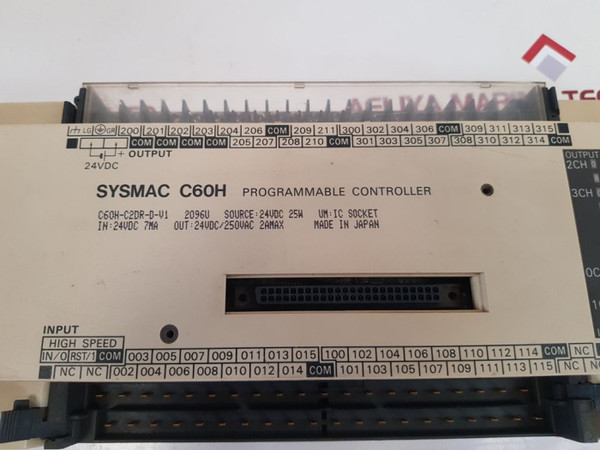 LG GR 200 201 202 203 204 206 COM 209 211 300 302 304 306 COM 309 311 313 315
COM COM COM COM 205 207 208 210 COM 301 303 305 307 308 310 312 314 COM
+ OUTPUT
24VDC
OUTPUT
2CH
3CH
SYSMAC C60H PROGRAMMABLE CONTROLLER
C60H-C2DR-D-V1 2096U SOURCE:24VDC 25W UM:IC SOCKET
IN:24VDC 7MA OUT:24VDC/250VAC 2AMAX MADE IN JAPAN
INPUT
HIGH SPEED
IN/0 RST/1 COM 003 005 007 009 011 013 015 100 102 104 106 108 110 112 114 COM NC
NC NC 002 004 006 008 010 012 014 COM 101 103 105 107 109 111 113 115 NC